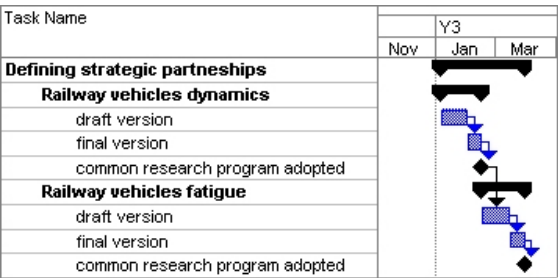 Task Name
Y3
Nov Jan Mar
Defining strategic partneships
Railway vehicles dynamics
draft version
final version
common research program adopted
Railway vehicles fatigue
draft version
final version
common research program adopted